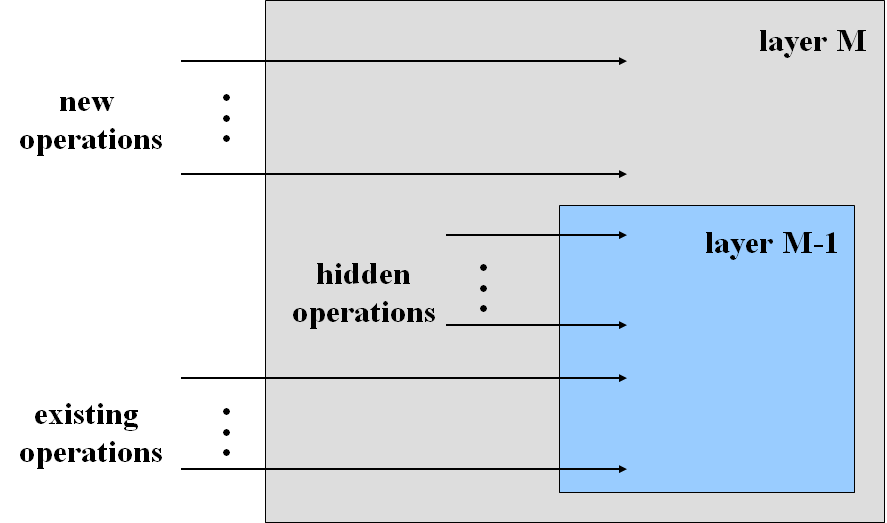 layer M
new
operations
layer M-1
hidden
operations
existing
operations